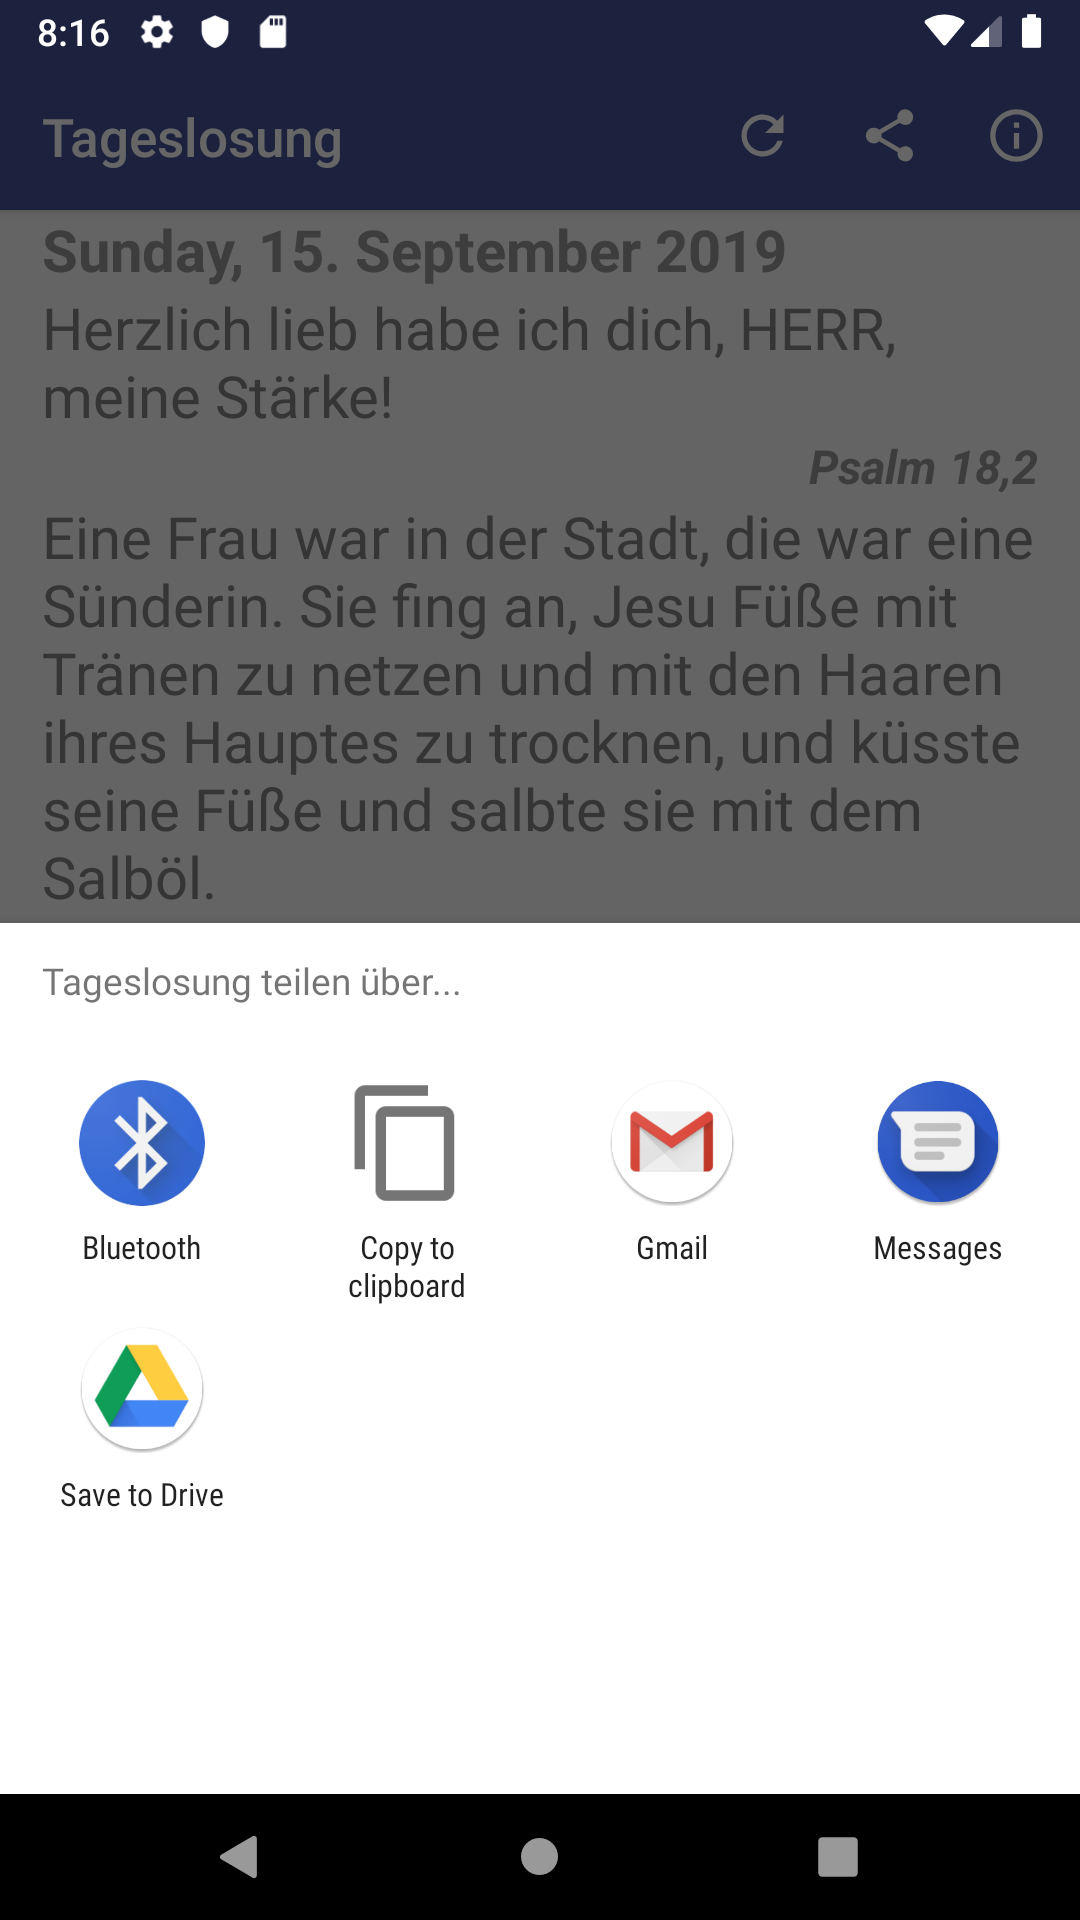 8:16
Tageslosung
Sunday, 15. September 2019
Herzlich lieb habe ich dich, HERR,
meine Stärke!
Psalm 18,2
Eine Frau war in der Stadt, die war eine
Sünderin. Sie fing an, Jesu Füße mit
Tränen zu netzen und mit den Haaren
ihres Hauptes zu trocknen, und küsste
seine Füße und salbte sie mit dem
Salböl.
Tageslosung teilen über...
Bluetooth
Copy to
clipboard
Gmail
Messages
Save to Drive